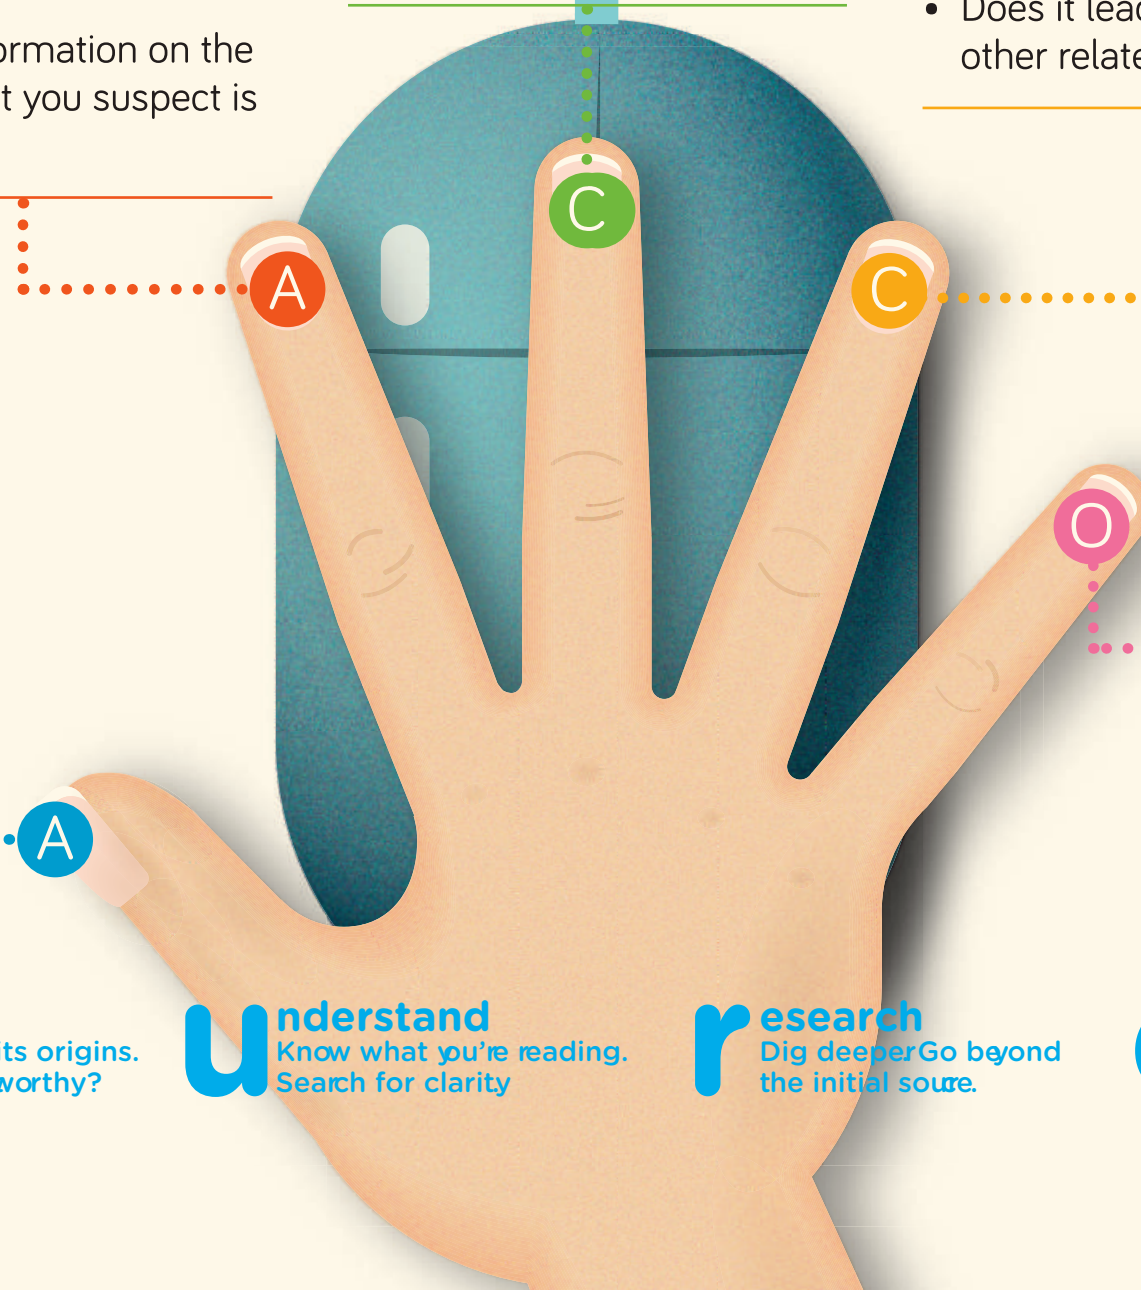 ormation on the
t you suspect is
Does it lead
other relate
C
A
C
O
A
understand
its origins.
Know what you're reading.
worthy?
Search for clarity
research
Dig deeper. Go beyond
the initial source.